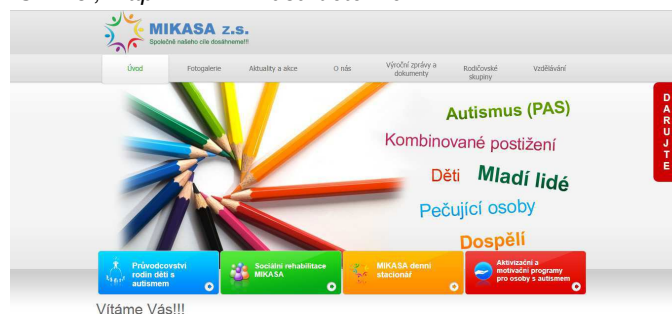 MIKASA z.s.
Společně našeho cíle dosáhneme!!!
Úvod
Fotogalerie
Aktuality a akce
O nás
Výroční zprávy a
dokumenty
Rodičovské
skupiny
Vzdělávání
DARUJTE
Autismus (PAS)
Kombinované postižení
Děti
Mladí lidé
Pečující osoby
Dospělí
Průvodcovství
rodin dětí s
autismem
Sociální rehabilitace
MIKASA
MIKASA denní
stacionář
Aktivizační a
motivační programy
pro osoby s autismem
Vítáme Vás!!!